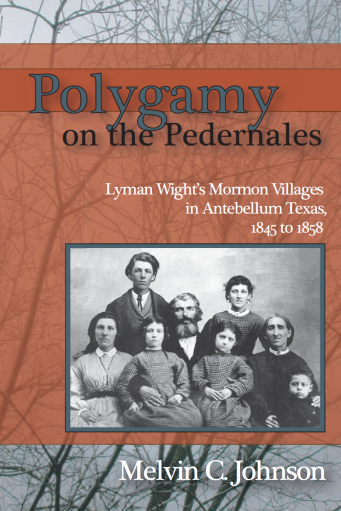 Polygamy
on the Pedernales
Lyman Wight's Mormon Villages
in Antebellum Texas,
1845 to 1858
Melvin C. Johnson